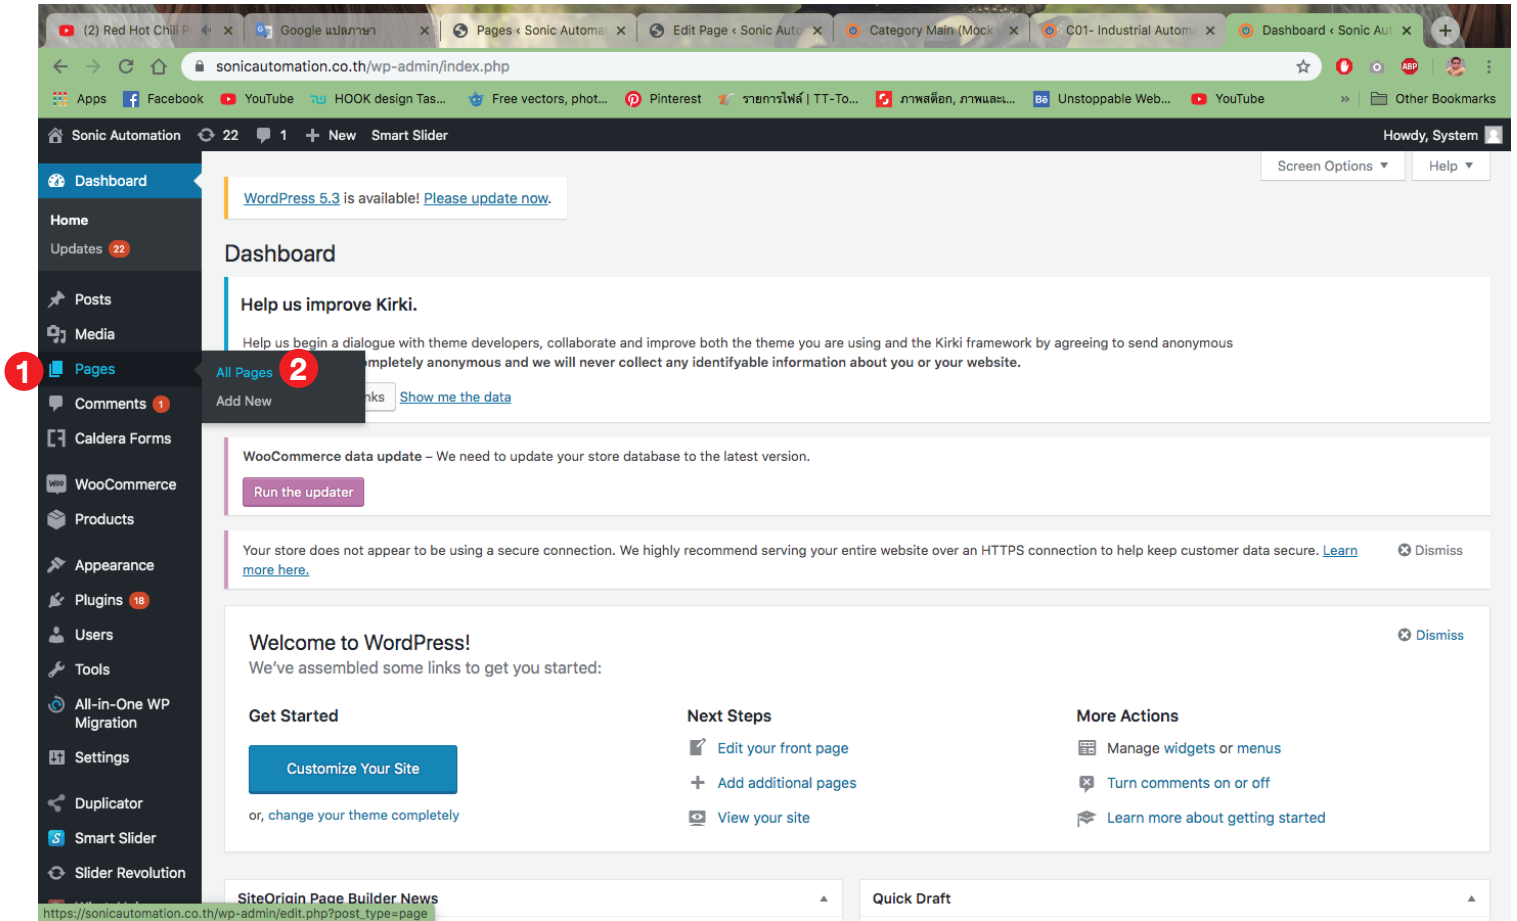 (2) Red Hot Chili P
Google แปลภาษา
Pages ‹ Sonic Automat
Edit Page ‹ Sonic Auto
Category Main (Mock
C01- Industrial Automa
Dashboard ‹ Sonic Aut
sonicautomation.co.th/wp-admin/index.php
ABP
Apps
Facebook
YouTube
HOOK design Tas...
Free vectors, phot...
Pinterest
รายการไฟล์ | TT-To...
ภาพสต็อก, ภาพและเ...
Unstoppable Web...
YouTube
»
Other Bookmarks
Sonic Automation
22
1
New
Smart Slider
Howdy, System
Dashboard
Home
Updates 22
Posts
Media
1
Pages
Comments 1
Caldera Forms
WooCommerce
Products
Appearance
Plugins 18
Users
Tools
All-in-One WP
Migration
Settings
Duplicator
Smart Slider
Slider Revolution
All Pages
2
Add New
Screen Options ▼
Help ▼
WordPress 5.3 is available! Please update now.
Dashboard
Help us improve Kirki.
Help us begin a dialogue with theme developers, collaborate and improve both the theme you are using and the Kirki framework by agreeing to send anonymous
mpletely anonymous and we will never collect any identifyable information about you or your website.
nks
Show me the data
WooCommerce data update – We need to update your store database to the latest version.
Run the updater
Your store does not appear to be using a secure connection. We highly recommend serving your entire website over an HTTPS connection to help keep customer data secure. Learn
more here.
Dismiss
Welcome to WordPress!
Dismiss
We've assembled some links to get you started:
Get Started
Customize Your Site
or, change your theme completely
Next Steps
Edit your front page
Add additional pages
View your site
More Actions
Manage widgets or menus
Turn comments on or off
Learn more about getting started
SiteOrigin Page Builder News
Quick Draft
https://sonicautomation.co.th/wp-admin/edit.php?post_type=page